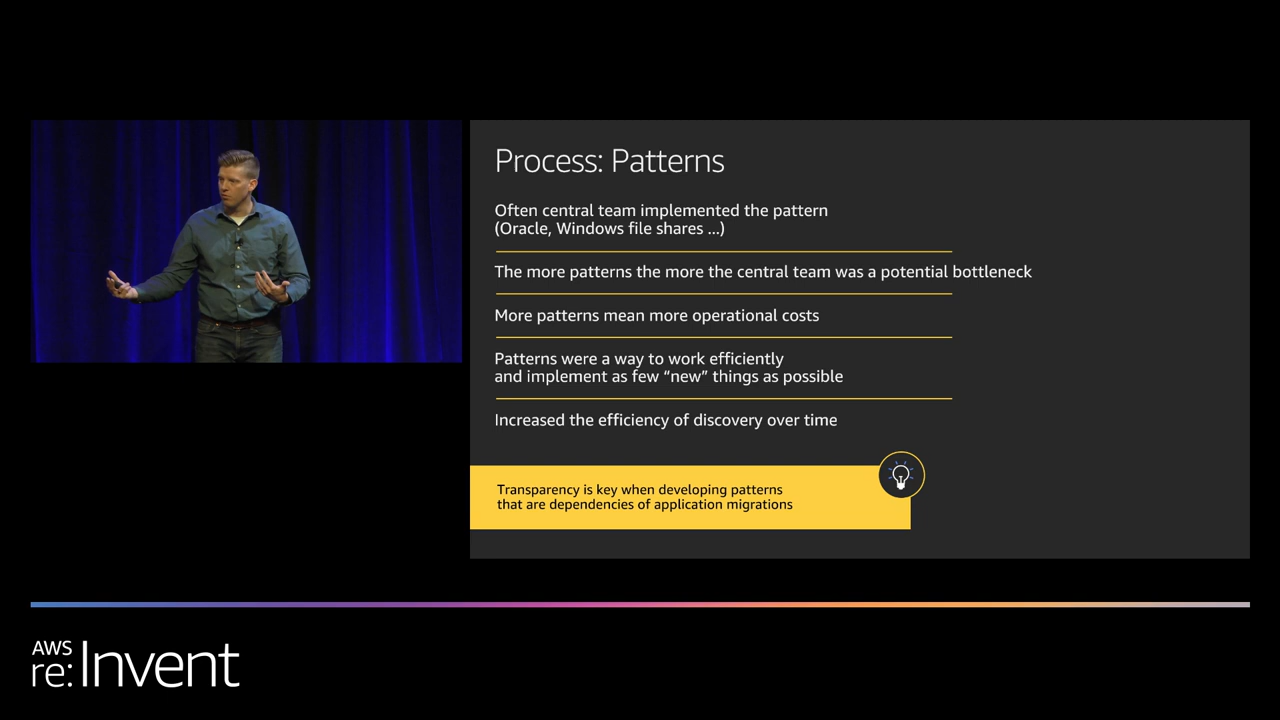 Process: Patterns
Often central team implemented the pattern
(Oracle, Windows file shares ...)
The more patterns the more the central team was a potential bottleneck
More patterns mean more operational costs
Patterns were a way to work efficiently
and implement as few “new” things as possible
Increased the efficiency of discovery over time
Transparency is key when developing patterns
that are dependencies of application migrations
AWS
re:Invent